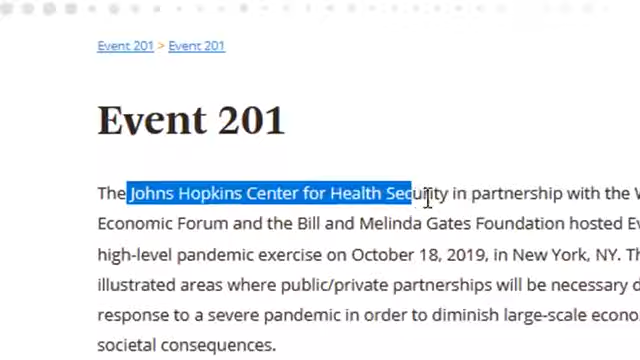 Event 201 > Event 201
Event 201
The Johns Hopkins Center for Health Security in partnership with the
Economic Forum and the Bill and Melinda Gates Foundation hosted
high-level pandemic exercise on October 18, 2019, in New York, NY.
illustrated areas where public/private partnerships will be necessary
response to a severe pandemic in order to diminish large-scale
societal consequences.